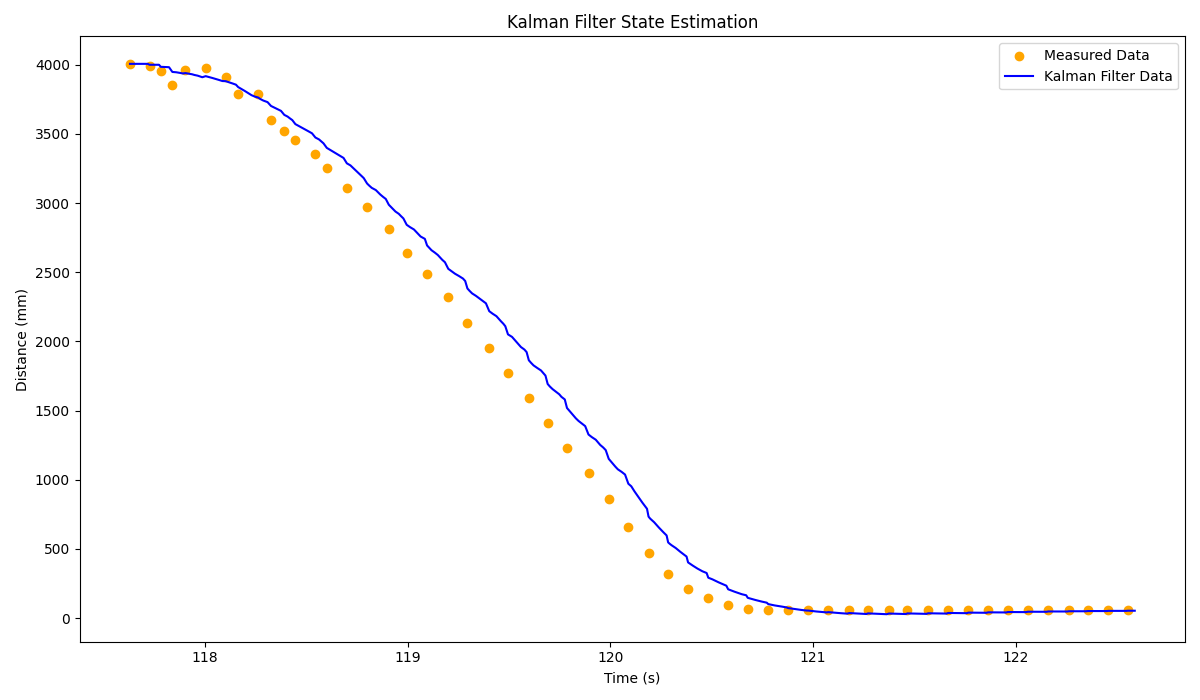 Kalman Filter State Estimation
Measured Data
Kalman Filter Data
Distance (mm)
4000
3500
3000
2500
2000
1500
1000
500
0
118
119
120
121
122
Time (s)